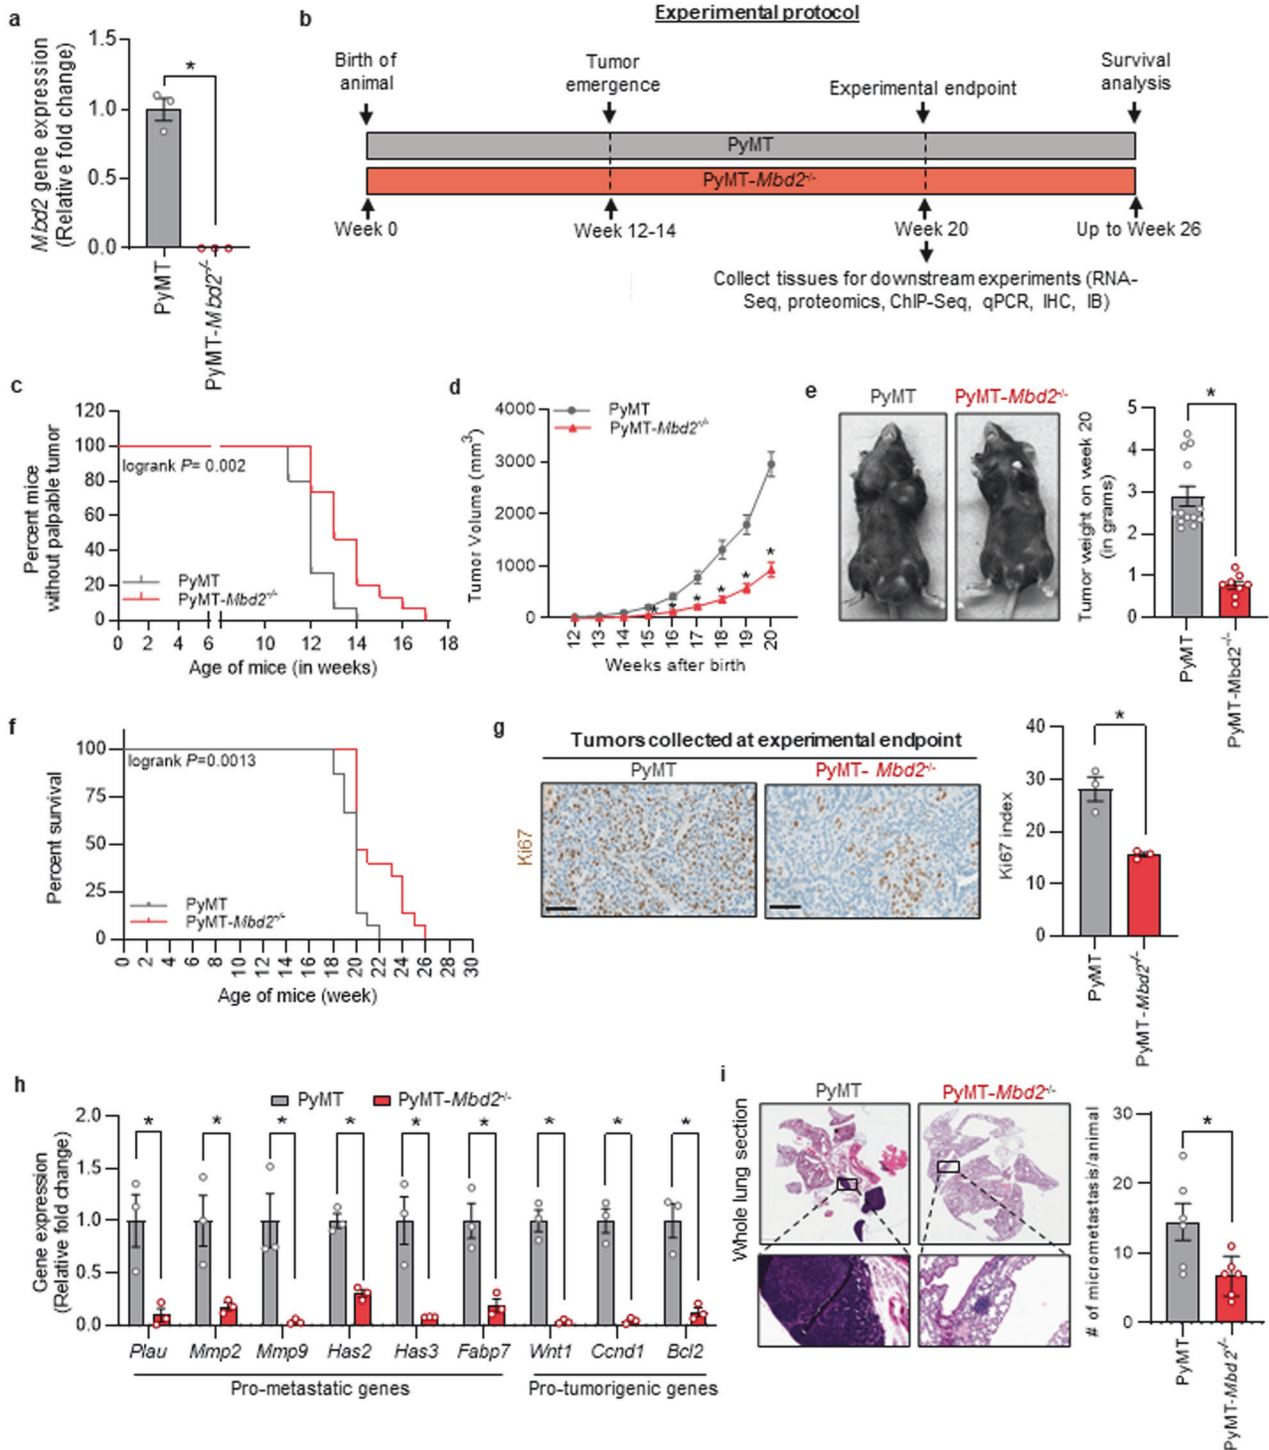 a
Mbd2 gene expression
(Relative fold change)
1.5
1.0
0.5
0.0
*
PyMT
PyMT-Mbd2-/-
b
Experimental protocol
Birth of
animal
Tumor
emergence
Experimental endpoint
Survival
analysis
PyMT
PyMT-Mbd2-/-
Week 0
Week 12-14
Week 20
Up to Week 26
Collect tissues for downstream experiments (RNA-
Seq, proteomics, ChIP-Seq, qPCR, IHC, IB)
c
Percent mice
without palpable tumor
120
100
80
60
40
20
0
logrank P= 0.002
PyMT
PyMT-Mbd2-/-
0 2 4 6 10 12 14 16 18
Age of mice (in weeks)
d
Tumor Volume (mm3)
4000
3000
2000
1000
0
PyMT
PyMT-Mbd2-/-
* * * * * *
12 13 14 15 16 17 18 19 20
Weeks after birth
e
PyMT
PyMT-Mbd2-/-
Tumor weight on week 20
(in grams)
5
4
3
2
1
0
*
PyMT
PyMT-Mbd2-/-
f
Percent survival
100
75
50
25
0
logrank P=0.0013
PyMT
PyMT-Mbd2-/-
0 2 4 6 8 10 12 14 16 18 20 22 24 26 28 30
Age of mice (week)
g
Tumors collected at experimental endpoint
PyMT
PyMT- Mbd2-/-
Ki67
Ki67 index
40
30
20
10
0
*
PyMT
PyMT-Mbd2-/-
h
PyMT
PyMT-Mbd2-/-
Gene expression
(Relative fold change)
2.0
1.5
1.0
0.5
0.0
* * * * * * * * *
Plau Mmp2 Mmp9 Has2 Has3 Fabp7 Wnt1 Ccnd1 Bcl2
Pro-metastatic genes
Pro-tumorigenic genes
i
PyMT
PyMT-Mbd2-/-
Whole lung section
# of micrometastasis/animal
30
20
10
0
*
PyMT
PyMT-Mbd2-/-